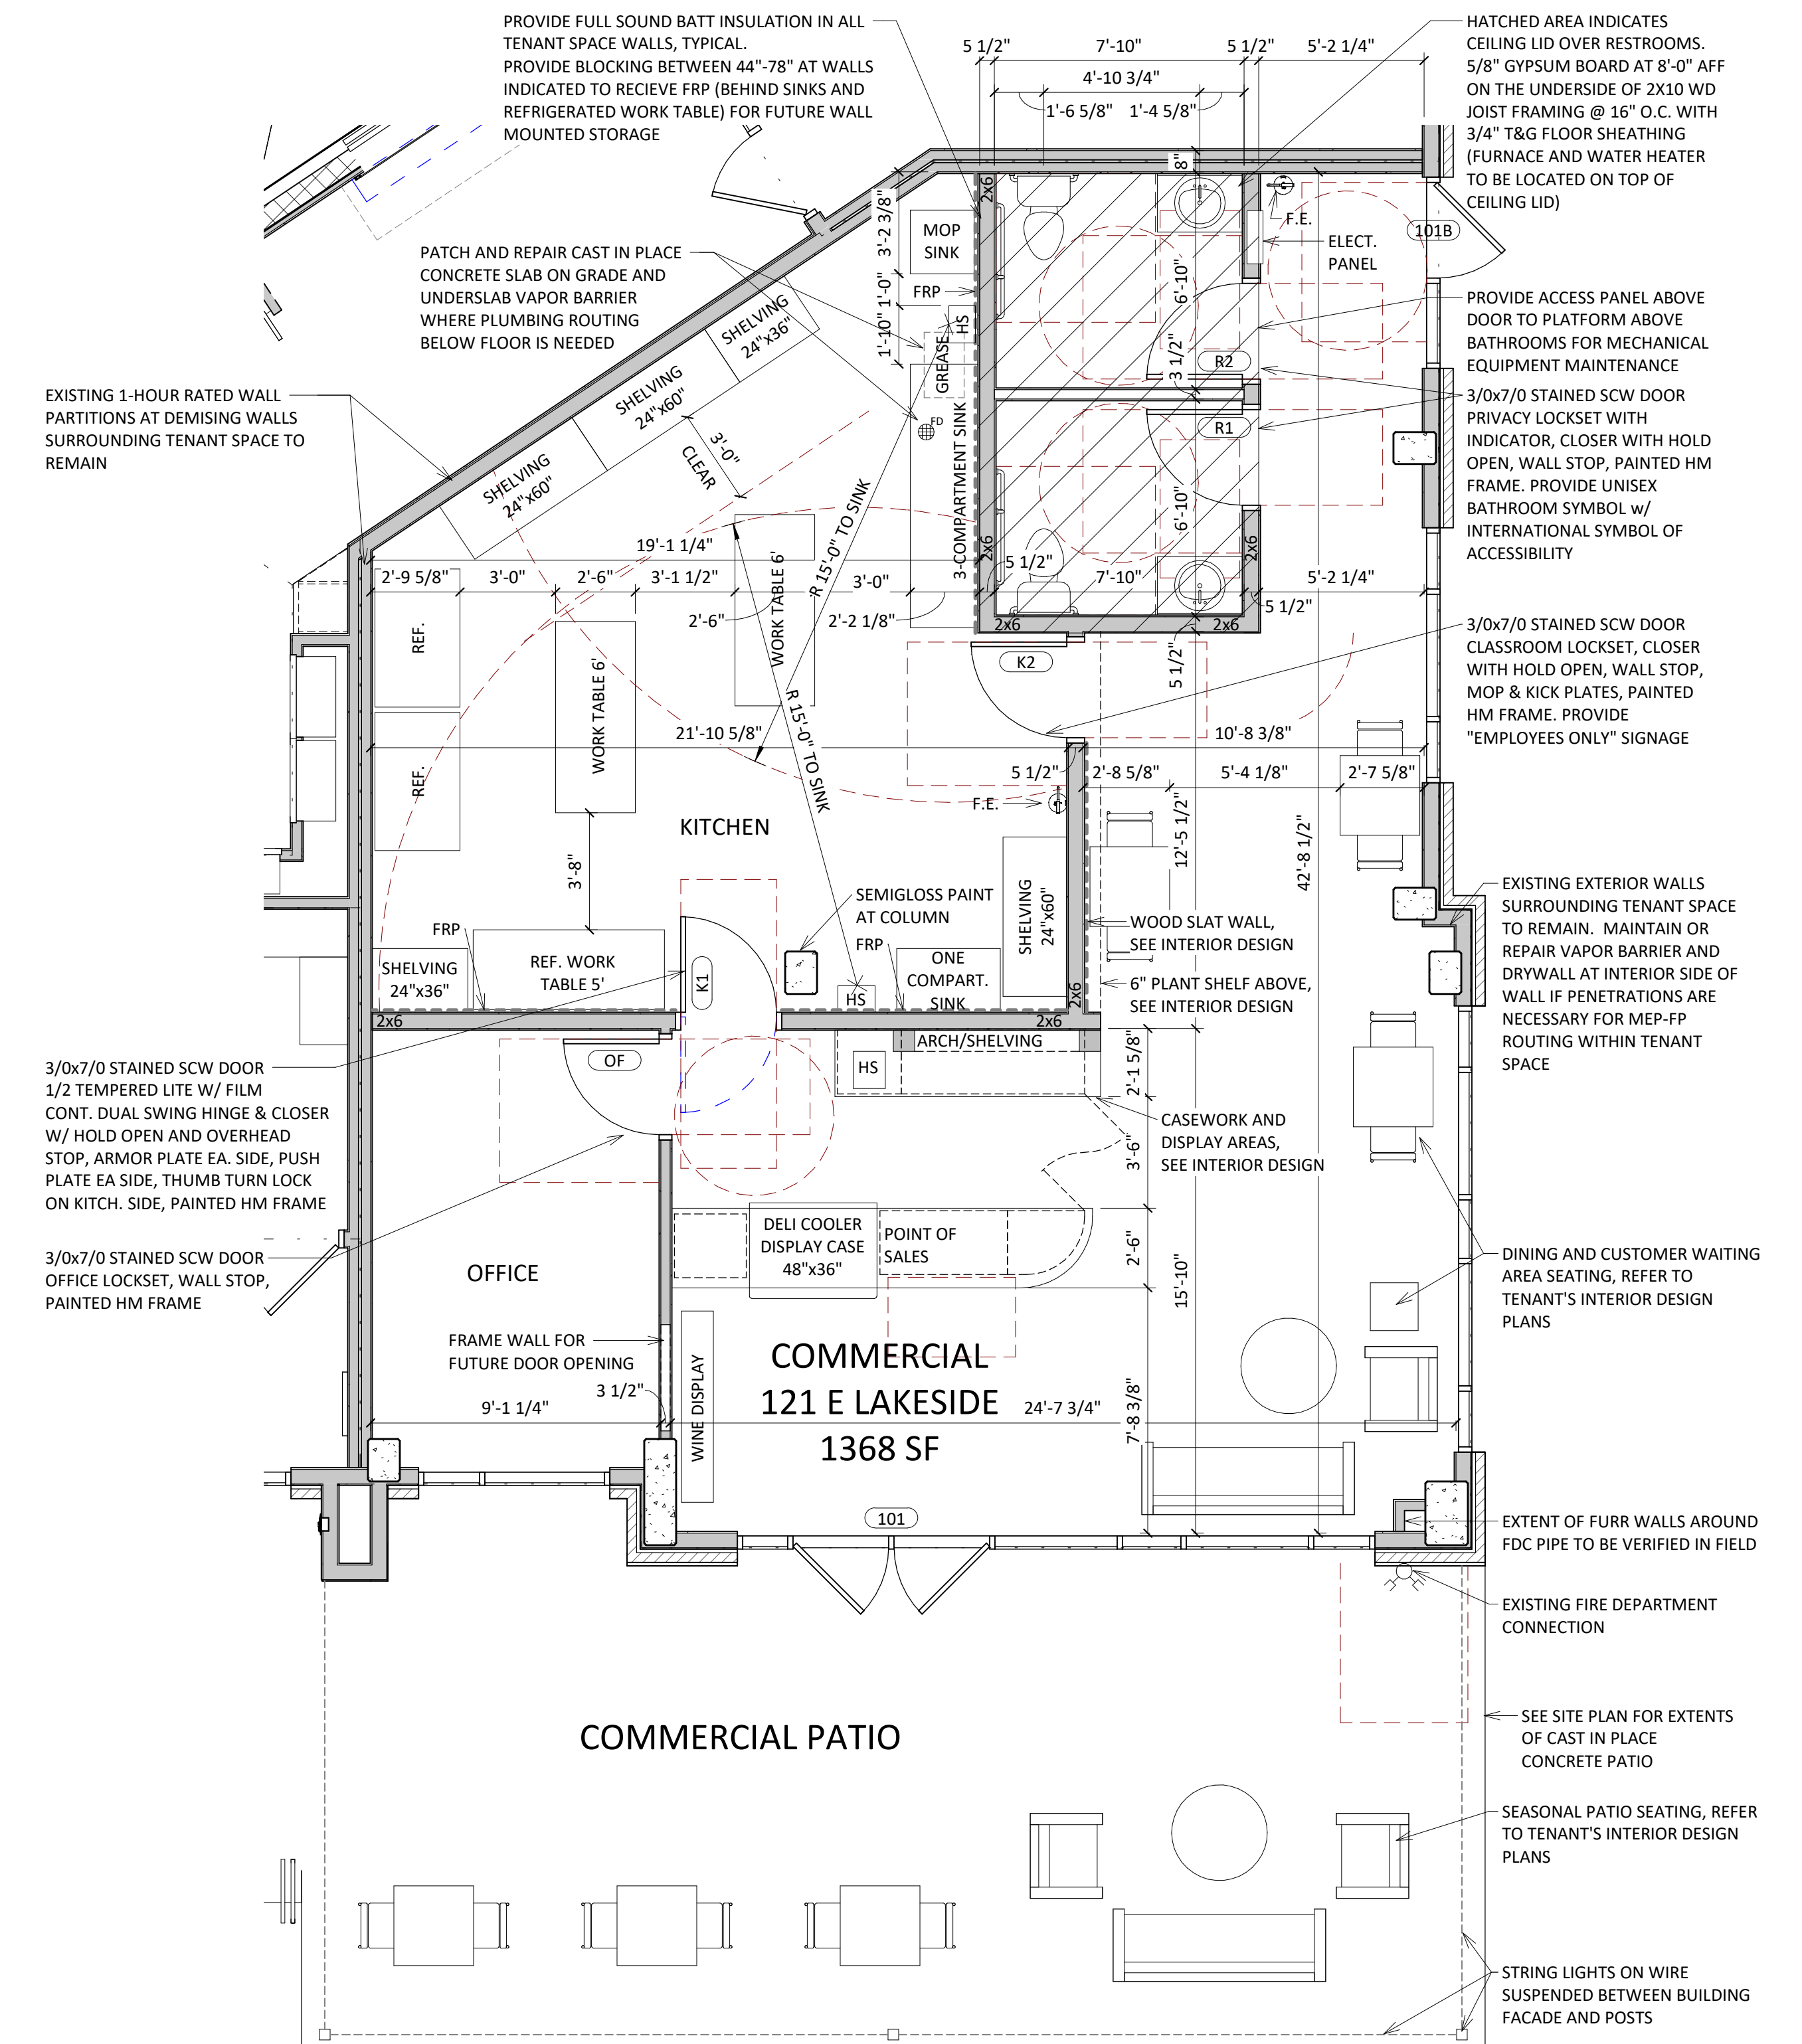 PROVIDE FULL SOUND BATT INSULATION IN ALL
TENANT SPACE WALLS, TYPICAL.
PROVIDE BLOCKING BETWEEN 44"-78" AT WALLS
INDICATED TO RECIEVE FRP (BEHIND SINKS AND
REFRIGERATED WORK TABLE) FOR FUTURE WALL
MOUNTED STORAGE
5 1/2"
7'-10"
5 1/2"
5'-2 1/4"
4'-10 3/4"
1'-6 5/8"
1'-4 5/8"
HATCHED AREA INDICATES
CEILING LID OVER RESTROOMS.
5/8" GYPSUM BOARD AT 8'-0" AFF
ON THE UNDERSIDE OF 2X10 WD
JOIST FRAMING @ 16" O.C. WITH
3/4" T&G FLOOR SHEATHING
(FURNACE AND WATER HEATER
TO BE LOCATED ON TOP OF
CEILING LID)
8"
2x6
3'-2 3/8"
MOP
SINK
F.E.
ELECT.
PANEL
101B
PATCH AND REPAIR CAST IN PLACE
CONCRETE SLAB ON GRADE AND
UNDERSLAB VAPOR BARRIER
WHERE PLUMBING ROUTING
BELOW FLOOR IS NEEDED
FRP
1'-0"
1'-10"
HS
GREASE
6'-10"
3 1/2"
R2
PROVIDE ACCESS PANEL ABOVE
DOOR TO PLATFORM ABOVE
BATHROOMS FOR MECHANICAL
EQUIPMENT MAINTENANCE
SHELVING
24"x36"
SHELVING
24"x60"
SHELVING
24"x60"
3'-0"
CLEAR
EXISTING 1-HOUR RATED WALL
PARTITIONS AT DEMISING WALLS
SURROUNDING TENANT SPACE TO
REMAIN
FD
3-COMPARTMENT SINK
R1
3/0x7/0 STAINED SCW DOOR
PRIVACY LOCKSET WITH
INDICATOR, CLOSER WITH HOLD
OPEN, WALL STOP, PAINTED HM
FRAME. PROVIDE UNISEX
BATHROOM SYMBOL w/
INTERNATIONAL SYMBOL OF
ACCESSIBILITY
R 15'-0" TO SINK
6'-10"
2x6
2x6
19'-1 1/4"
5 1/2"
2'-9 5/8"
3'-0"
2'-6"
3'-1 1/2"
3'-0"
7'-10"
5'-2 1/4"
2'-6"
2'-2 1/8"
5 1/2"
WORK TABLE 6'
REF.
2x6
2x6
K2
5 1/2"
3/0x7/0 STAINED SCW DOOR
CLASSROOM LOCKSET, CLOSER
WITH HOLD OPEN, WALL STOP,
MOP & KICK PLATES, PAINTED
HM FRAME. PROVIDE
"EMPLOYEES ONLY" SIGNAGE
WORK TABLE 6'
R 15'-0" TO SINK
21'-10 5/8"
10'-8 3/8"
REF.
5 1/2"
2'-8 5/8"
5'-4 1/8"
2'-7 5/8"
F.E.
KITCHEN
12'-5 1/2"
42'-8 1/2"
3'-8"
SEMIGLOSS PAINT
AT COLUMN
FRP
SHELVING
24"x60"
WOOD SLAT WALL,
SEE INTERIOR DESIGN
EXISTING EXTERIOR WALLS
SURROUNDING TENANT SPACE
TO REMAIN. MAINTAIN OR
REPAIR VAPOR BARRIER AND
DRYWALL AT INTERIOR SIDE OF
WALL IF PENETRATIONS ARE
NECESSARY FOR MEP-FP
ROUTING WITHIN TENANT
SPACE
FRP
SHELVING
24"x36"
REF. WORK
TABLE 5'
K1
ONE
COMPART.
SINK
HS
6" PLANT SHELF ABOVE,
SEE INTERIOR DESIGN
2x6
2x6
2x6
OF
ARCH/SHELVING
HS
2'-1 5/8"
3/0x7/0 STAINED SCW DOOR
1/2 TEMPERED LITE W/ FILM
CONT. DUAL SWING HINGE & CLOSER
W/ HOLD OPEN AND OVERHEAD
STOP, ARMOR PLATE EA. SIDE, PUSH
PLATE EA SIDE, THUMB TURN LOCK
ON KITCH. SIDE, PAINTED HM FRAME
CASEWORK AND
DISPLAY AREAS,
SEE INTERIOR DESIGN
3'-6"
DELI COOLER
DISPLAY CASE
48"x36"
POINT OF
SALES
2'-6"
15'-10"
3/0x7/0 STAINED SCW DOOR
OFFICE LOCKSET, WALL STOP,
PAINTED HM FRAME
OFFICE
DINING AND CUSTOMER WAITING
AREA SEATING, REFER TO
TENANT'S INTERIOR DESIGN
PLANS
FRAME WALL FOR
FUTURE DOOR OPENING
3 1/2"
WINE DISPLAY
COMMERCIAL
121 E LAKESIDE
1368 SF
9'-1 1/4"
24'-7 3/4"
7'-8 3/8"
101
EXTENT OF FURR WALLS AROUND
FDC PIPE TO BE VERIFIED IN FIELD
EXISTING FIRE DEPARTMENT
CONNECTION
COMMERCIAL PATIO
SEE SITE PLAN FOR EXTENTS
OF CAST IN PLACE
CONCRETE PATIO
SEASONAL PATIO SEATING, REFER
TO TENANT'S INTERIOR DESIGN
PLANS
STRING LIGHTS ON WIRE
SUSPENDED BETWEEN BUILDING
FACADE AND POSTS